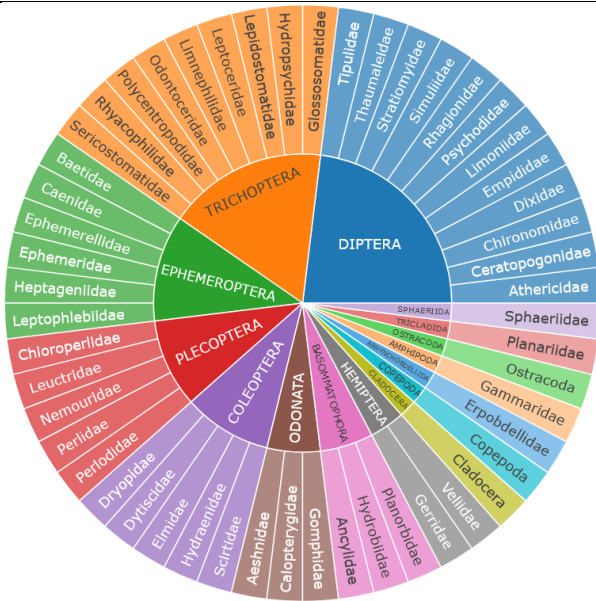 DIPTERA
Tipulidae
Thaumaleidae
Stratiomyidae
Simuliidae
Rhagionidae
Psychodidae
Limoniidae
Empididae
Dixidae
Chironomidae
Ceratopogonidae
Athericidae
SPHAERIIDA
Sphaeriidae
TRICLADIDA
Planariidae
OSTRACODA
Ostracoda
AMPHIPODA
Gammaridae
ARHYNCHOBDELLIDA
Erpobdellidae
COPEPODA
Copepoda
CLADOCERA
Cladocera
HEMIPTERA
Veliidae
Gerridae
BASOMMATOPHORA
Planorbidae
Hydrobiidae
Ancylidae
ODONATA
Gomphidae
Calopterygidae
Aeshnidae
COLEOPTERA
Scirtidae
Hydraenidae
Elmidae
Dytiscidae
Dryopidae
PLECOPTERA
Perlodidae
Perlidae
Nemouridae
Leuctridae
Chloroperlidae
EPHEMEROPTERA
Leptophlebiidae
Heptageniidae
Ephemeridae
Ephemerellidae
Caenidae
Baetidae
TRICHOPTERA
Sericostomatidae
Rhyacophilidae
Polycentropodidae
Odontoceridae
Limnephilidae
Leptoceridae
Lepidostomatidae
Hydropsychidae
Glossosomatidae